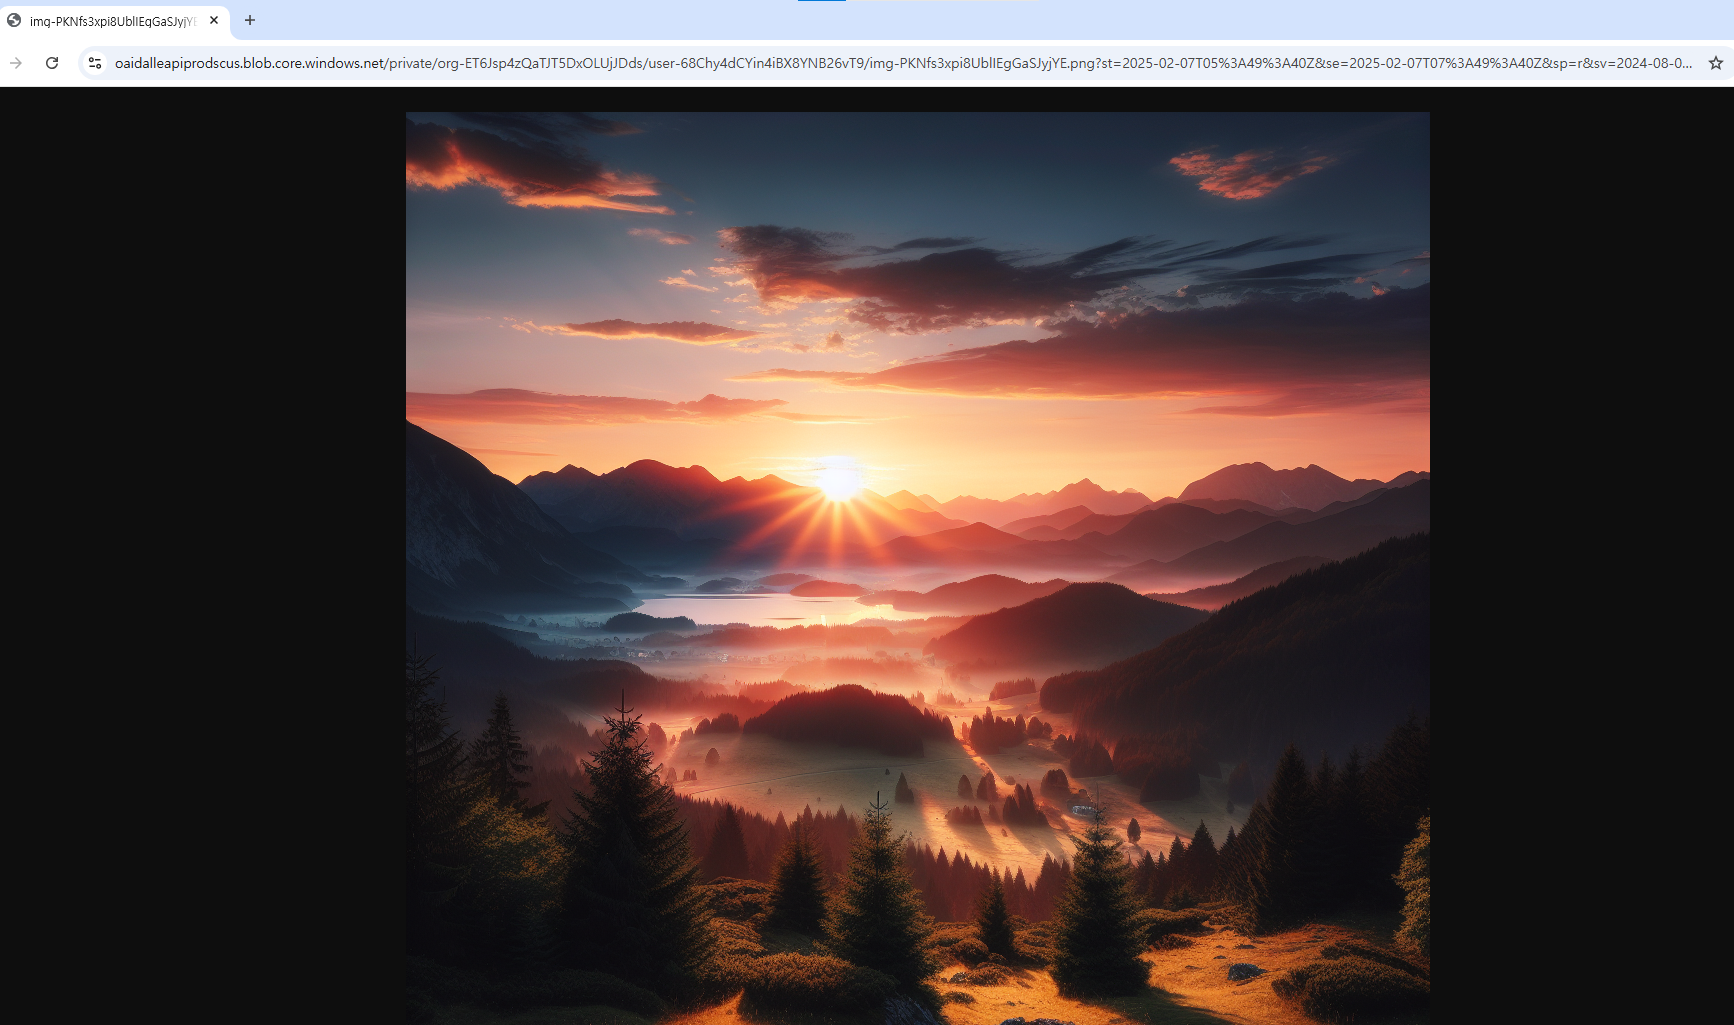 img-PKNfs3xpi8UblIEgGaSJyjYE
oaidalleapiprodscus.blob.core.windows.net/private/org-ET6Jsp4zQaTJT5DxOLUjJDds/user-68Chy4dCYin4iBX8YNB26vT9/img-PKNfs3xpi8UblIEgGaSJyjYE.png?st=2025-02-07T05%3A49%3A40Z&se=2025-02-07T07%3A49%3A40Z&sp=r&sv=2024-08-0...